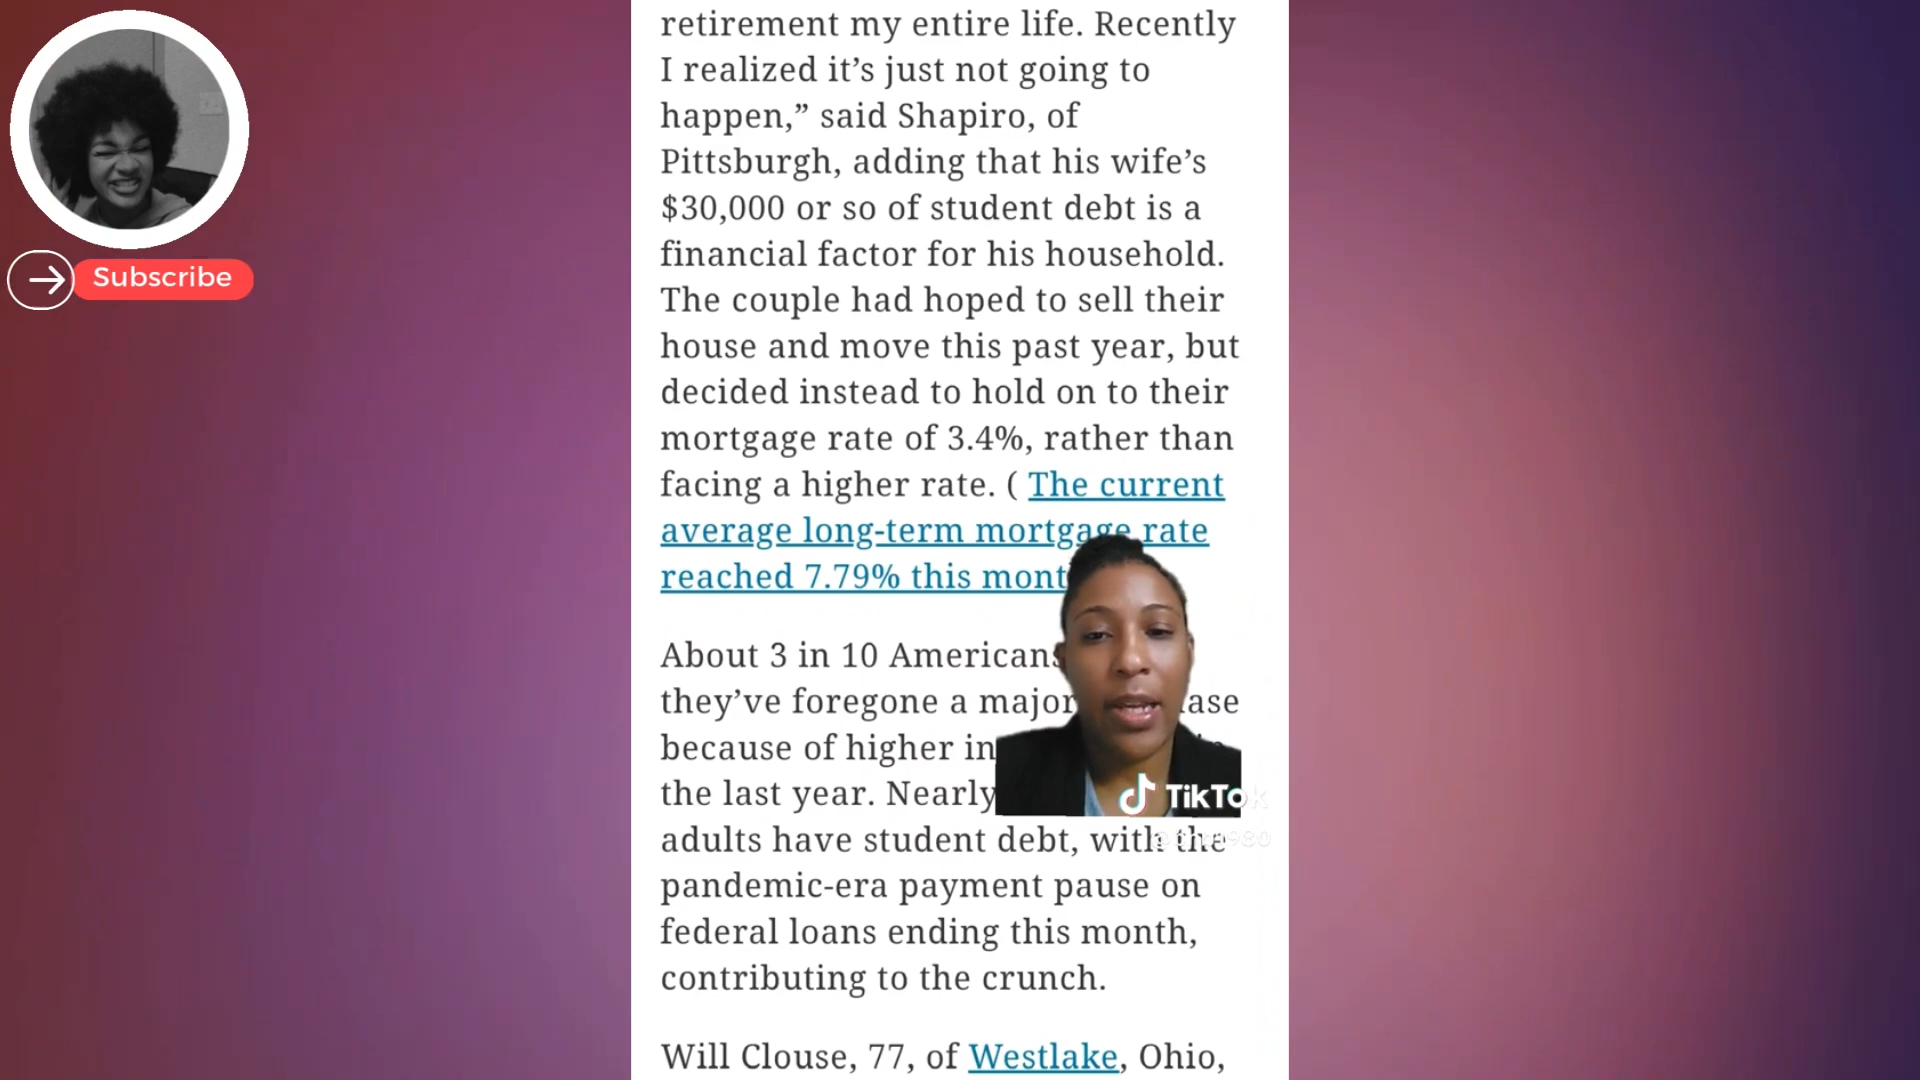 retirement my entire life. Recently
I realized it’s just not going to
happen,” said Shapiro, of
Pittsburgh, adding that his wife’s
$30,000 or so of student debt is a
financial factor for his household.
The couple had hoped to sell their
house and move this past year, but
decided instead to hold on to their
mortgage rate of 3.4%, rather than
facing a higher rate. ( The current
average long-term mortgage rate
reached 7.79% this
About 3 in 10 Americans
they’ve foregone a major
because of higher
the last year. Nearly
adults have student debt, with the
pandemic-era payment pause on
federal loans ending this month,
contributing to the crunch.
Will Clouse, 77, of Westlake, Ohio,
Subscribe
TikTok